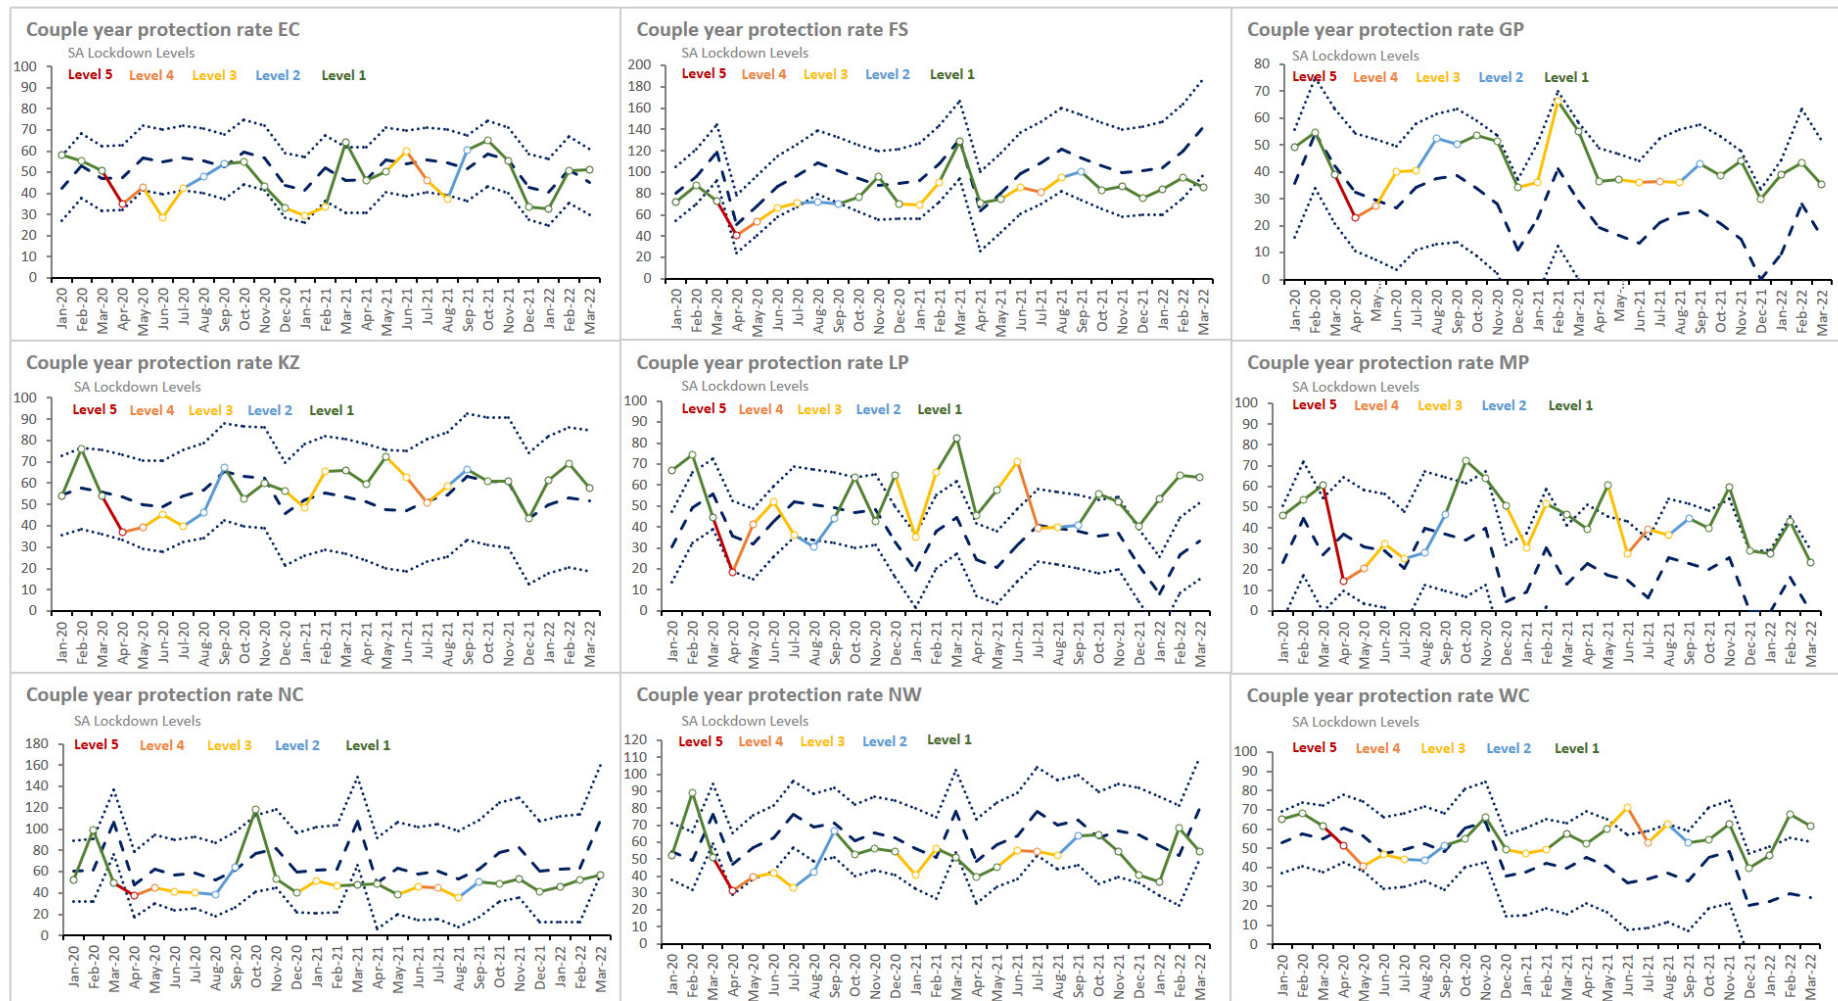 Couple year protection rate EC
SA Lockdown Levels
Level 5 Level 4 Level 3 Level 2 Level 1
100
90
80
70
60
50
40
30
20
10
0
Jan-20 Feb-20 Mar-20 Apr-20 May-20 Jun-20 Jul-20 Aug-20 Sep-20 Oct-20 Nov-20 Dec-20 Jan-21 Feb-21 Mar-21 Apr-21 May-21 Jun-21 Jul-21 Aug-21 Sep-21 Oct-21 Nov-21 Dec-21 Jan-22 Feb-22 Mar-22
Couple year protection rate FS
SA Lockdown Levels
Level 5 Level 4 Level 3 Level 2 Level 1
200
180
160
140
120
100
80
60
40
20
0
Jan-20 Feb-20 Mar-20 Apr-20 May-20 Jun-20 Jul-20 Aug-20 Sep-20 Oct-20 Nov-20 Dec-20 Jan-21 Feb-21 Mar-21 Apr-21 May-21 Jun-21 Jul-21 Aug-21 Sep-21 Oct-21 Nov-21 Dec-21 Jan-22 Feb-22 Mar-22
Couple year protection rate GP
SA Lockdown Levels
Level 5 Level 4 Level 3 Level 2 Level 1
80
70
60
50
40
30
20
10
0
Jan-20 Feb-20 Mar-20 Apr-20 May-… Jun-20 Jul-20 Aug-20 Sep-20 Oct-20 Nov-20 Dec-20 Jan-21 Feb-21 Mar-21 Apr-21 May-… Jun-21 Jul-21 Aug-21 Sep-21 Oct-21 Nov-21 Dec-21 Jan-22 Feb-22 Mar-22
Couple year protection rate KZ
SA Lockdown Levels
Level 5 Level 4 Level 3 Level 2 Level 1
100
90
80
70
60
50
40
30
20
10
0
Jan-20 Feb-20 Mar-20 Apr-20 May-20 Jun-20 Jul-20 Aug-20 Sep-20 Oct-20 Nov-20 Dec-20 Jan-21 Feb-21 Mar-21 Apr-21 May-21 Jun-21 Jul-21 Aug-21 Sep-21 Oct-21 Nov-21 Dec-21 Jan-22 Feb-22 Mar-22
Couple year protection rate LP
SA Lockdown Levels
Level 5 Level 4 Level 3 Level 2 Level 1
100
90
80
70
60
50
40
30
20
10
0
Jan-20 Feb-20 Mar-20 Apr-20 May-20 Jun-20 Jul-20 Aug-20 Sep-20 Oct-20 Nov-20 Dec-20 Jan-21 Feb-21 Mar-21 Apr-21 May-21 Jun-21 Jul-21 Aug-21 Sep-21 Oct-21 Nov-21 Dec-21 Jan-22 Feb-22 Mar-22
Couple year protection rate MP
SA Lockdown Levels
Level 5 Level 4 Level 3 Level 2 Level 1
100
90
80
70
60
50
40
30
20
10
0
Jan-20 Feb-20 Mar-20 Apr-20 May-20 Jun-20 Jul-20 Aug-20 Sep-20 Oct-20 Nov-20 Dec-20 Jan-21 Feb-21 Mar-21 Apr-21 May-21 Jun-21 Jul-21 Aug-21 Sep-21 Oct-21 Nov-21 Dec-21 Jan-22 Feb-22 Mar-22
Couple year protection rate NC
SA Lockdown Levels
Level 5 Level 4 Level 3 Level 2 Level 1
180
160
140
120
100
80
60
40
20
0
Jan-20 Feb-20 Mar-20 Apr-20 May-20 Jun-20 Jul-20 Aug-20 Sep-20 Oct-20 Nov-20 Dec-20 Jan-21 Feb-21 Mar-21 Apr-21 May-21 Jun-21 Jul-21 Aug-21 Sep-21 Oct-21 Nov-21 Dec-21 Jan-22 Feb-22 Mar-22
Couple year protection rate NW
SA Lockdown Levels
Level 5 Level 4 Level 3 Level 2 Level 1
120
110
100
90
80
70
60
50
40
30
20
10
0
Jan-20 Feb-20 Mar-20 Apr-20 May-20 Jun-20 Jul-20 Aug-20 Sep-20 Oct-20 Nov-20 Dec-20 Jan-21 Feb-21 Mar-21 Apr-21 May-21 Jun-21 Jul-21 Aug-21 Sep-21 Oct-21 Nov-21 Dec-21 Jan-22 Feb-22 Mar-22
Couple year protection rate WC
SA Lockdown Levels
Level 5 Level 4 Level 3 Level 2 Level 1
100
90
80
70
60
50
40
30
20
10
0
Jan-20 Feb-20 Mar-20 Apr-20 May-20 Jun-20 Jul-20 Aug-20 Sep-20 Oct-20 Nov-20 Dec-20 Jan-21 Feb-21 Mar-21 Apr-21 May-21 Jun-21 Jul-21 Aug-21 Sep-21 Oct-21 Nov-21 Dec-21 Jan-22 Feb-22 Mar-22